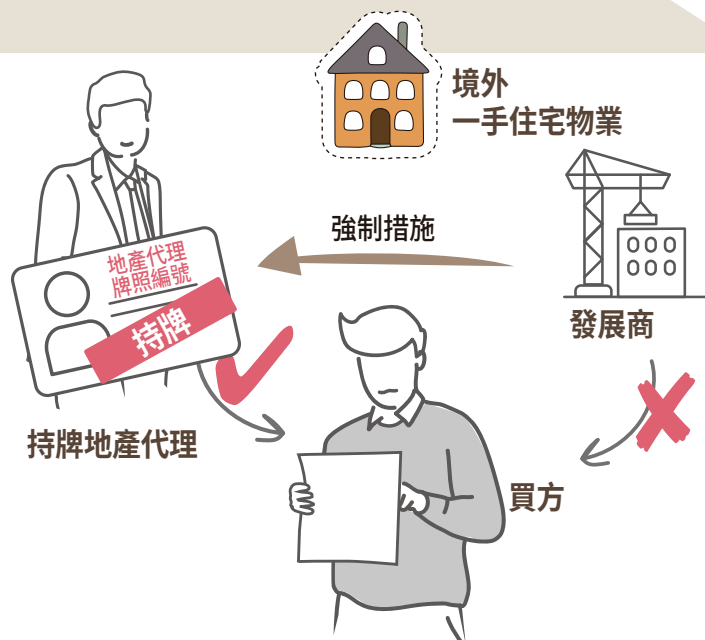 境外
一手住宅物業
強制措施
地產代理
牌照編號
持牌
發展商
持牌地產代理
買方